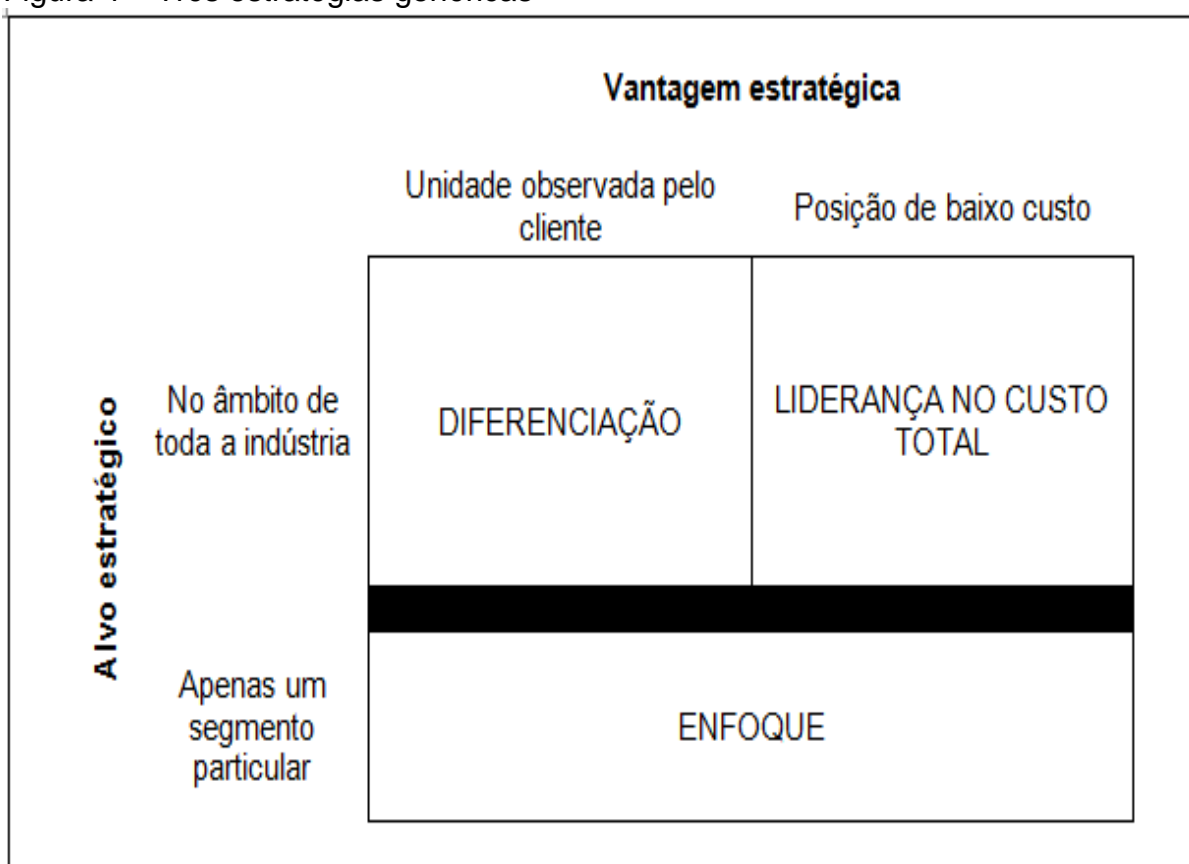 Vantagem estratégica
Unidade observada pelo
cliente
Posição de baixo custo
Alvo estratégico
No âmbito de
toda a indústria
DIFERENCIAÇÃO
LIDERANÇA NO CUSTO
TOTAL
Apenas um
segmento
particular
ENFOQUE